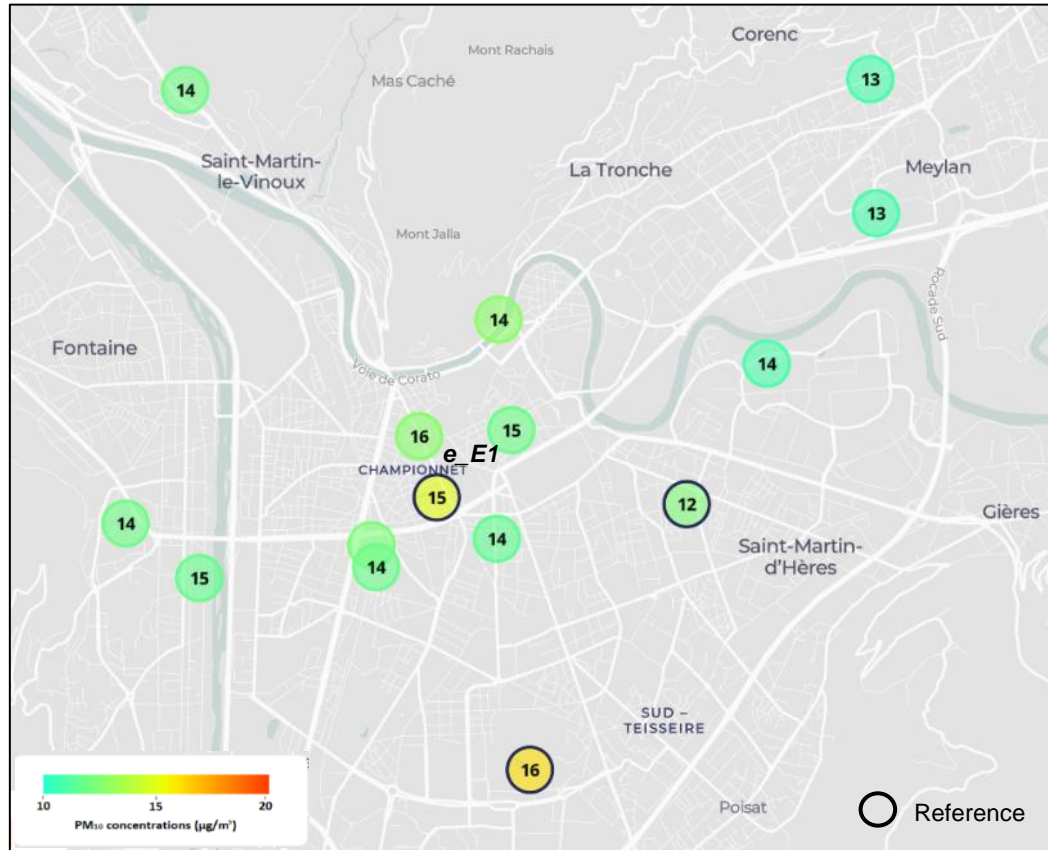 Corenc
Mont Rachais
13
Mas Caché
14
Saint-Martin-
le-Vinoux
La Tronche
Meylan
13
Mont Jalla
Rocade Sud
14
Fontaine
Voie de Corato
14
16
15
e_E1
CHAMPIONNET
15
12
Gières
14
14
Saint-Martin-
d'Hères
14
15
SUD –
TEISSEIRE
16
Poisat
10
15
20
PM₁₀ concentrations (µg/m³)
Reference